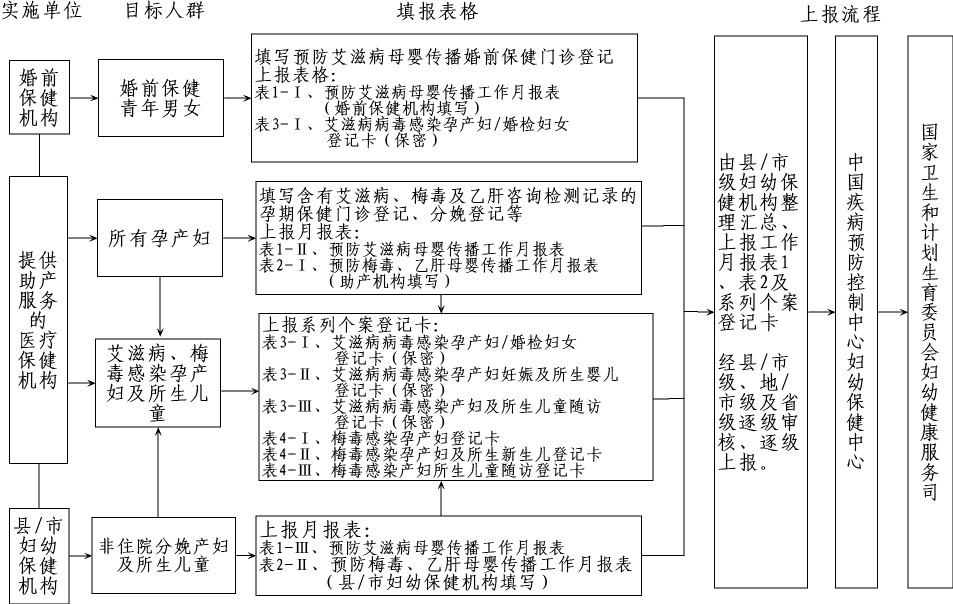 实施单位
目标人群
填报表格
上报流程
婚前
保健
机构
婚前保健
青年男女
填写预防艾滋病母婴传播婚前保健门诊登记
上报表格：
表1-Ⅰ、预防艾滋病母婴传播工作月报表
(婚前保健机构填写)
表3-Ⅰ、艾滋病病毒感染孕产妇/婚检妇女
登记卡(保密)
提供
助产
服务
的
医疗
保健
机构
所有孕产妇
填写含有艾滋病、梅毒及乙肝咨询检测记录的
孕期保健门诊登记、分娩登记等
上报月报表：
表1-Ⅱ、预防艾滋病母婴传播工作月报表
表2-Ⅰ、预防梅毒、乙肝母婴传播工作月报表
(助产机构填写)
艾滋病、梅
毒感染孕产
妇及所生儿
童
上报系列个案登记卡：
表3-Ⅰ、艾滋病病毒感染孕产妇/婚检妇女
登记卡(保密)
表3-Ⅱ、艾滋病病毒感染孕产妇妊娠及所生婴儿
登记卡(保密)
表3-Ⅲ、艾滋病病毒感染产妇及所生儿童随访
登记卡(保密)
表4-Ⅰ、梅毒感染孕产妇登记卡
表4-Ⅱ、梅毒感染孕产妇及所生新生儿登记卡
表4-Ⅲ、梅毒感染产妇所生儿童随访登记卡
县/市
妇幼
保健
机构
非住院分娩产妇
及所生儿童
上报月报表：
表1-Ⅲ、预防艾滋病母婴传播工作月报表
表2-Ⅱ、预防梅毒、乙肝母婴传播工作月报表
(县/市妇幼保健机构填写)
由县/市
级妇幼保
健机构整
理汇总、
上报工作
月报表1
、表2及
系列个案
登记卡
经县/市
级、地/
市级及省
级逐级审
核、逐级
上报。
中国疾病预防控制中心妇幼保健中心
国家卫生和计划生育委员会妇幼健康服务司